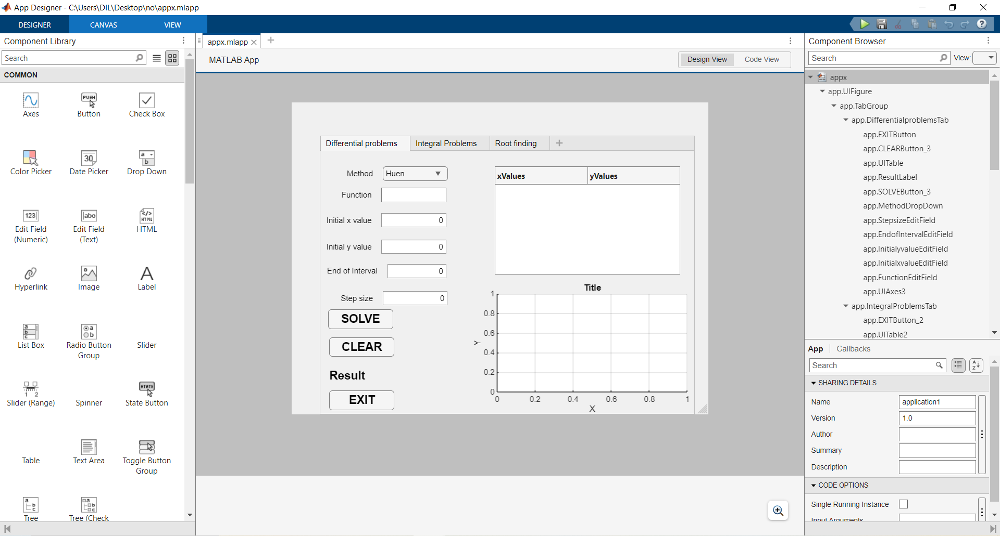 App Designer - C:\Users\DIL\Desktop\no\appx.mlapp
DESIGNER CANVAS VIEW
Component Library
Search
COMMON
Axes Button Check Box
Color Picker Date Picker Drop Down
Edit Field (Numeric) Edit Field (Text) HTML
Hyperlink Image Label
List Box Radio Button Group Slider
Slider (Range) Spinner State Button
Table Text Area Toggle Button Group
Tree Tree (Check
appx.mlapp
MATLAB App
Design View Code View
Differential problems Integral Problems Root finding
Method Huen
Function
Initial x value 0
Initial y value 0
End of Interval 0
Step size 0
SOLVE
CLEAR
Result
EXIT
xValues yValues
Title
1
0.8
0.6
0.4
0.2
0
Y
0 0.2 0.4 0.6 0.8 1
X
Component Browser
Search View:
appx
app.UIFigure
app.TabGroup
app.DifferentialproblemsTab
app.EXITButton
app.CLEARButton_3
app.UITable
app.ResultLabel
app.SOLVEButton_3
app.MethodDropDown
app.StepsizeEditField
app.EndofIntervalEditField
app.InitialyvalueEditField
app.InitialxvalueEditField
app.FunctionEditField
app.UIAxes3
app.IntegralProblemsTab
app.EXITButton_2
app.UITable2
App Callbacks
Search
SHARING DETAILS
Name application1
Version 1.0
Author
Summary
Description
CODE OPTIONS
Single Running Instance
Input Arguments